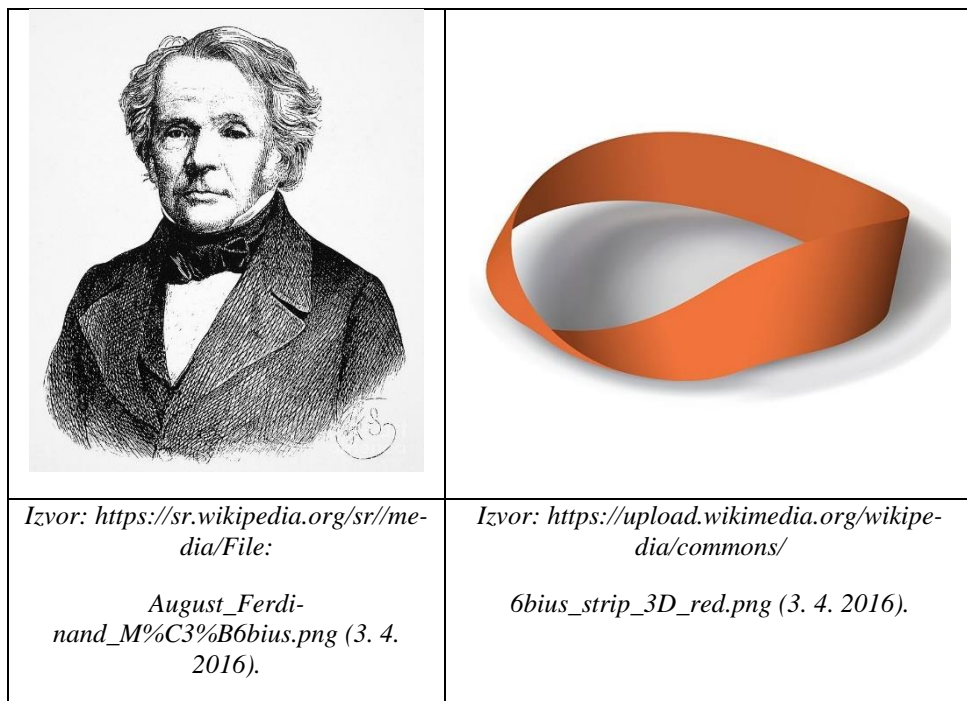 Izvor: https://sr.wikipedia.org/sr//me-
dia/File:
August_Ferdi-
nand_M%C3%B6bius.png (3. 4.
2016).
Izvor: https://upload.wikimedia.org/wikipe-
dia/commons/
6bius_strip_3D_red.png (3. 4. 2016).